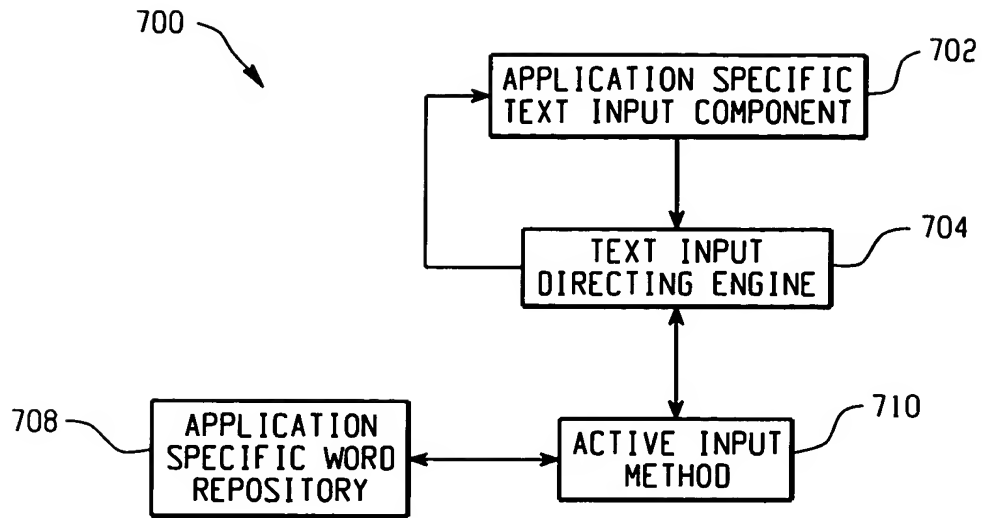 700
APPLICATION SPECIFIC
TEXT INPUT COMPONENT
702
TEXT INPUT
DIRECTING ENGINE
704
708
APPLICATION
SPECIFIC WORD
REPOSITORY
ACTIVE INPUT
METHOD
710